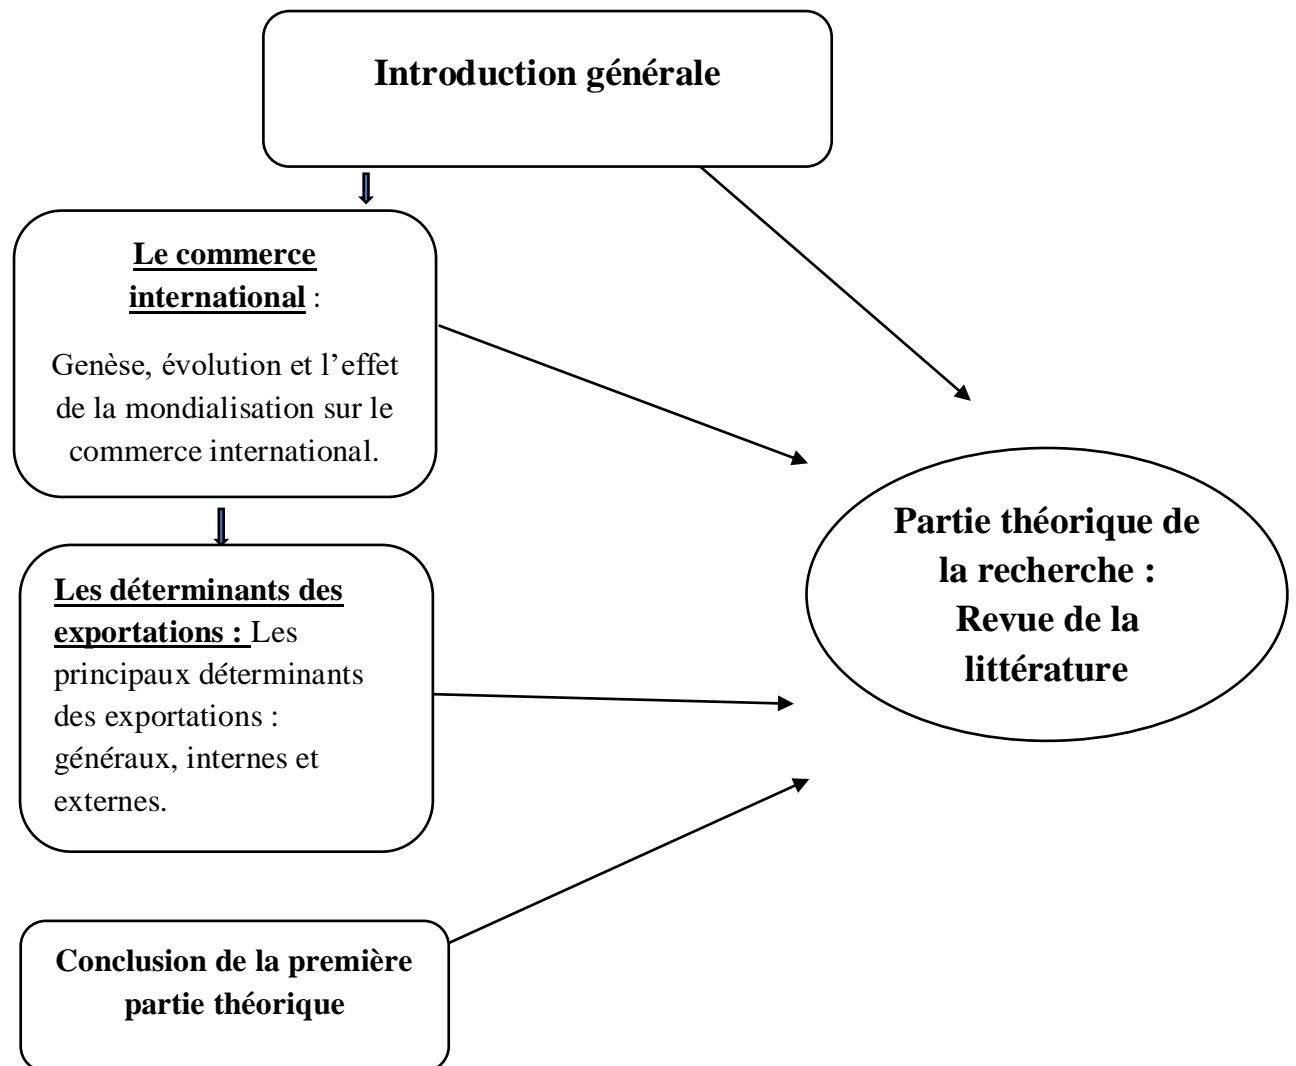 Introduction générale
Le commerce
international :
Genèse, évolution et l’effet
de la mondialisation sur le
commerce international.
Les déterminants des
exportations : Les
principaux déterminants
des exportations :
généraux, internes et
externes.
Partie théorique de
la recherche :
Revue de la
littérature
Conclusion de la première
partie théorique